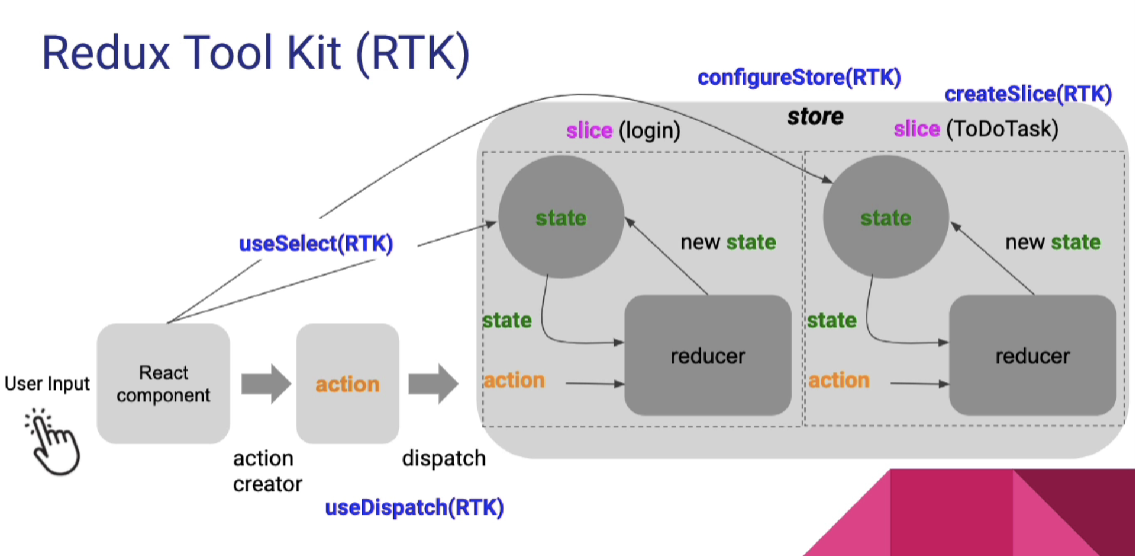 Redux Tool Kit (RTK)
configureStore(RTK)
createSlice(RTK)
store
slice (login)
slice (ToDoTask)
state
state
useSelect(RTK)
new state
new state
state
state
reducer
reducer
User Input
React
component
action
action
action
action
creator
dispatch
useDispatch(RTK)